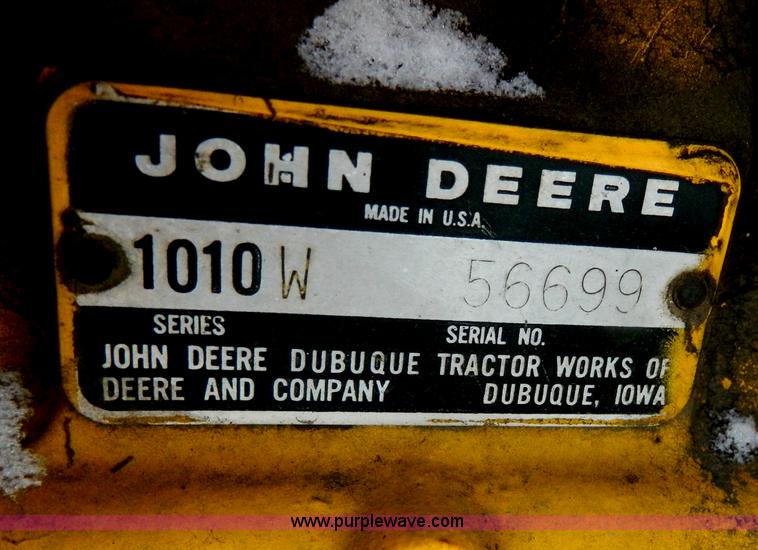 JOHN DEERE
MADE IN U.S.A.
1010 W 56699
SERIES SERIAL NO.
JOHN DEERE DUBUQUE TRACTOR WORKS OF
DEERE AND COMPANY DUBUQUE, IOWA
www.purplewave.com